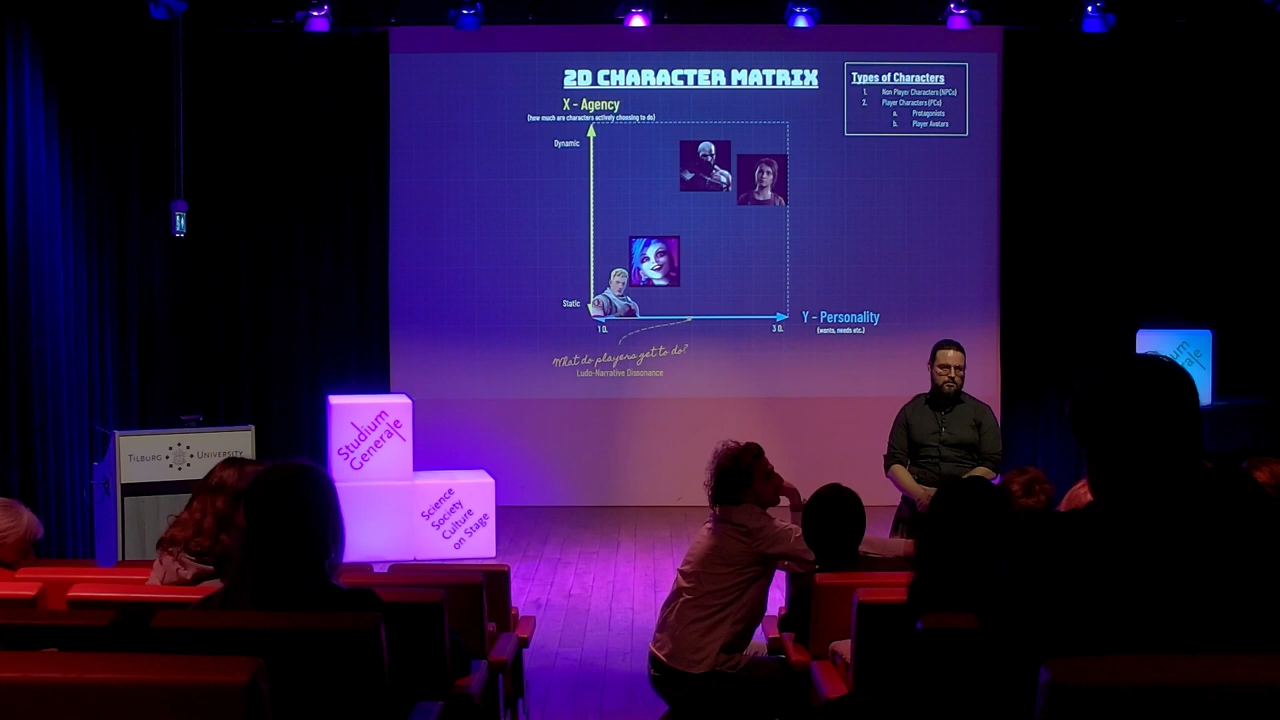 2D CHARACTER MATRIX
X - Agency
(how much are characters actively choosing to do)
Dynamic
Static
1 D.
3 D.
Y - Personality
(wants, needs etc.)
What do players get to do?
Ludo-Narrative Dissonance
Types of Characters
1. Non Player Characters (NPCs)
2. Player Characters (PCs)
a. Protagonists
b. Player Avatars
TILBURG UNIVERSITY
Studium
Generale
Science
Society
Culture
on Stage